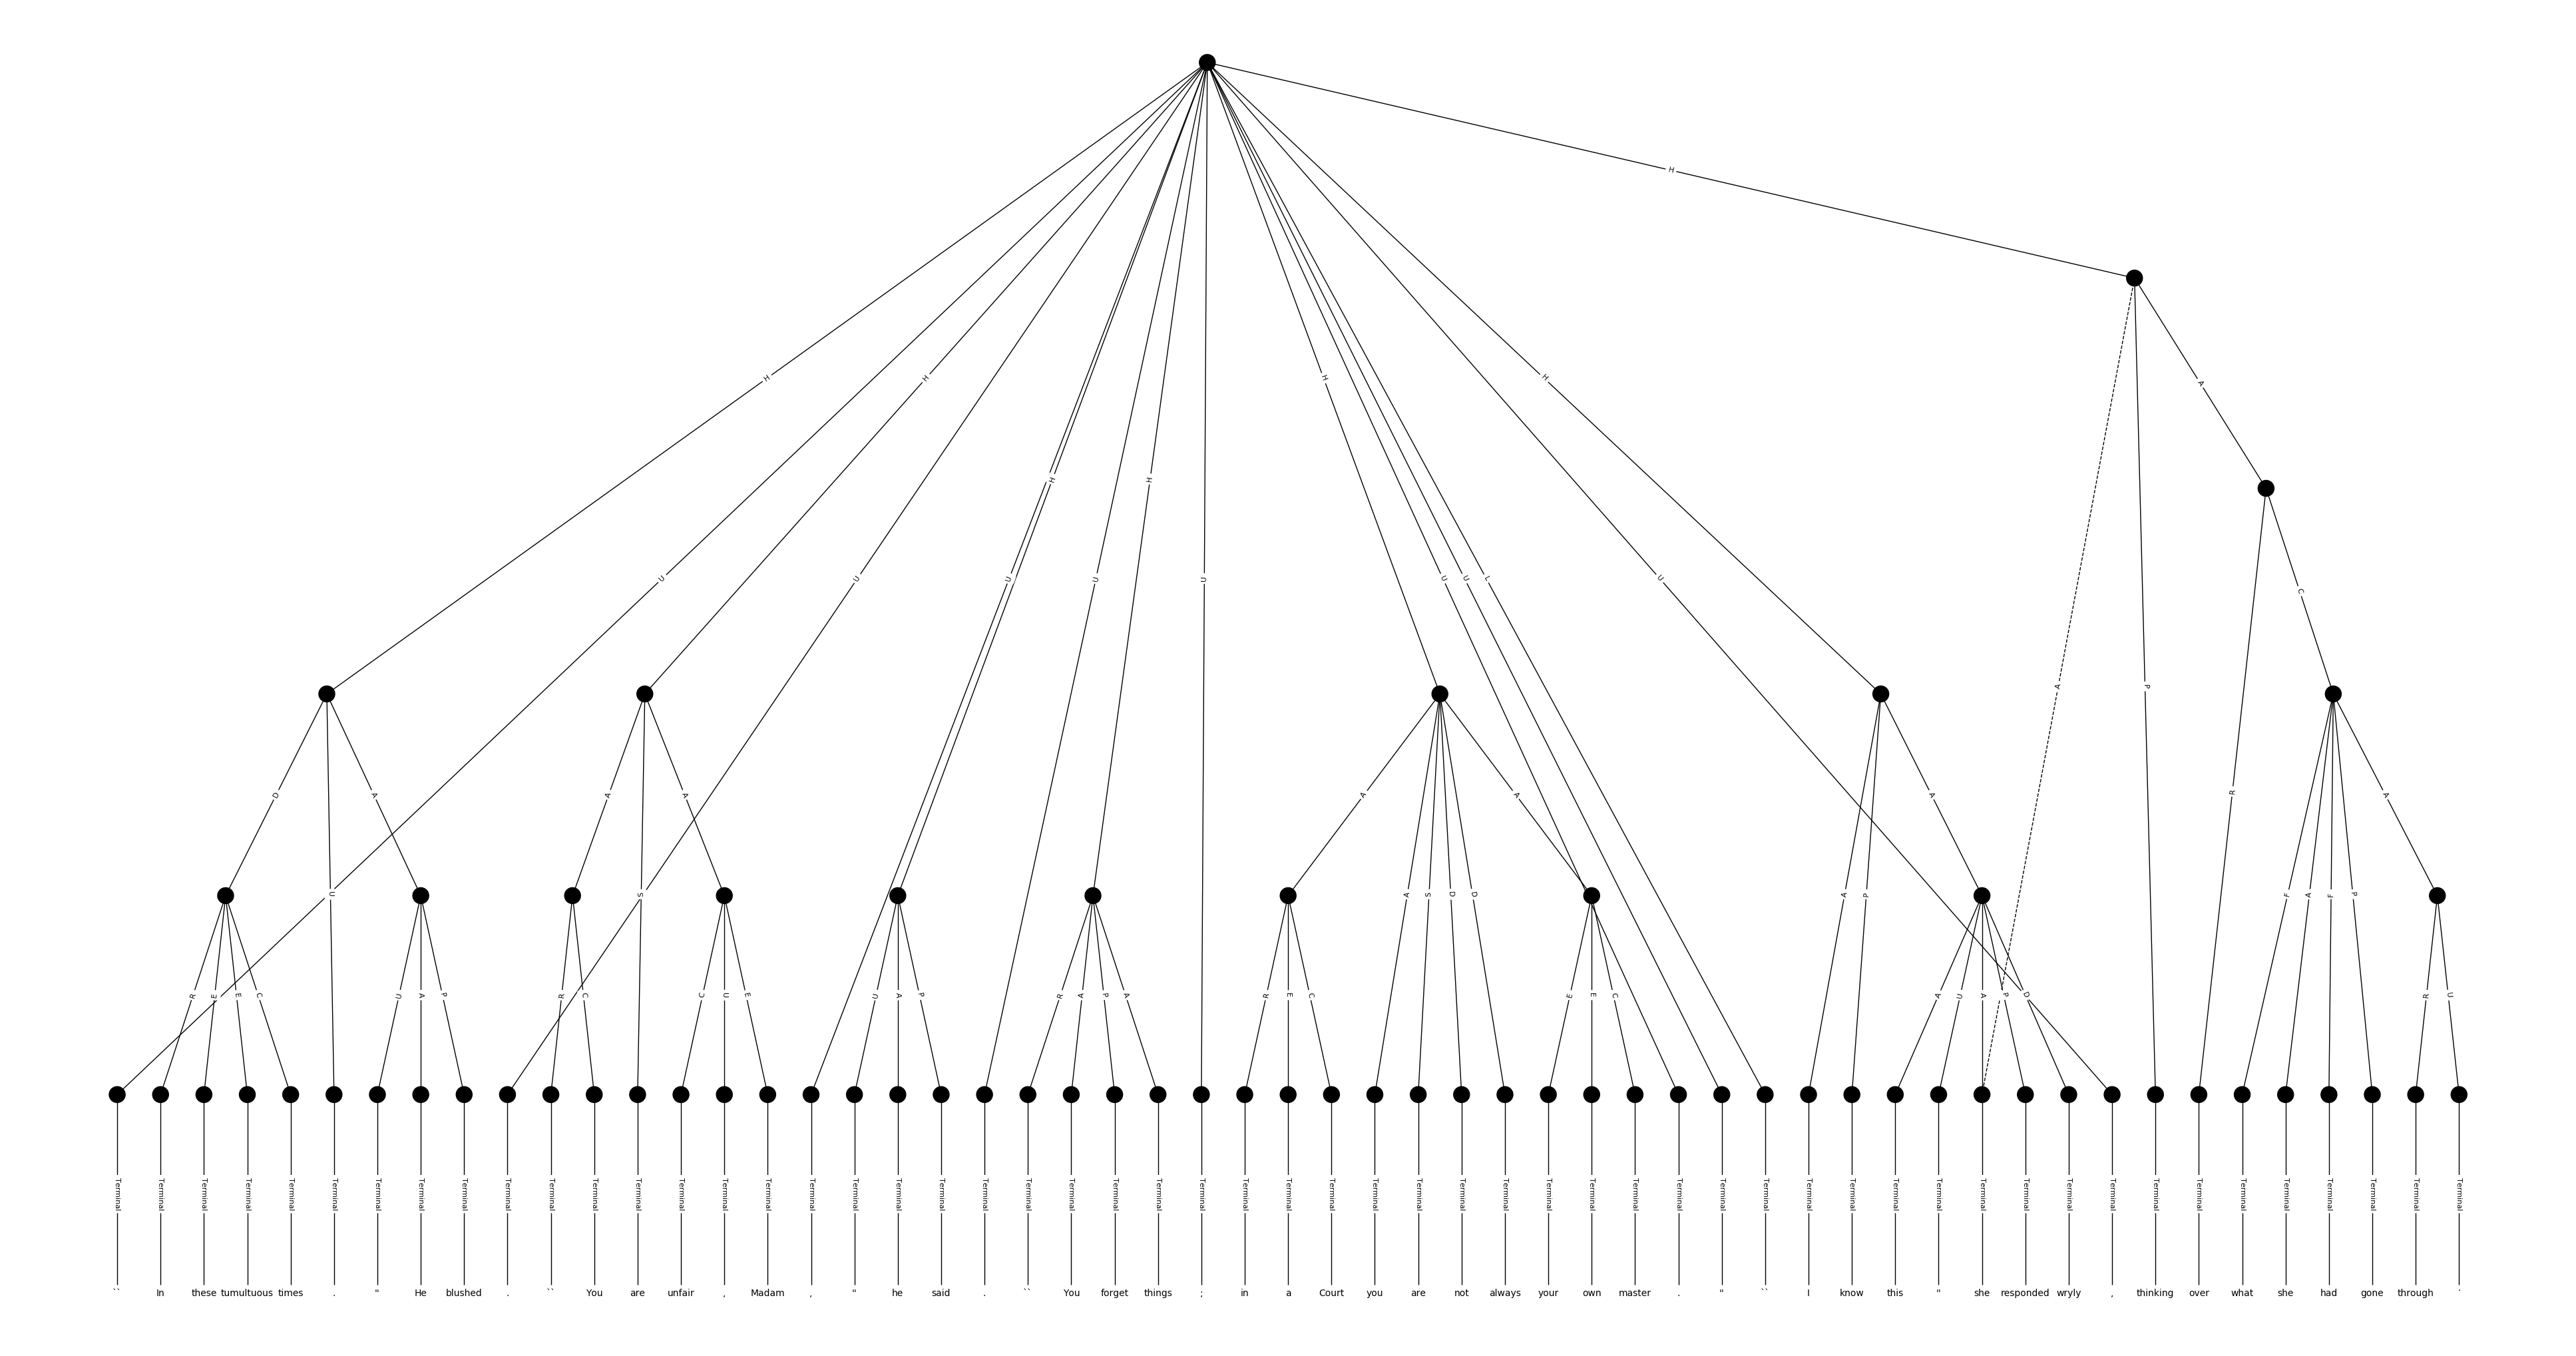 H
H
H
H
H
H
A
H
H
C
U
U
U
U
U
U
U
L
U
A
P
R
D
A
A
A
A
A
A
A
U
S
A
S
D
D
A
P
F
A
F
P
R
E
E
C
U
A
P
R
C
C
U
E
U
A
P
R
A
P
A
R
E
C
E
E
C
A
U
A
P
D
R
U
Terminal Terminal Terminal Terminal Terminal Terminal Terminal Terminal Terminal Terminal Terminal Terminal Terminal Terminal Terminal Terminal Terminal Terminal Terminal Terminal Terminal Terminal Terminal Terminal Terminal Terminal Terminal Terminal Terminal Terminal Terminal Terminal Terminal Terminal Terminal Terminal Terminal Terminal Terminal Terminal Terminal Terminal Terminal Terminal Terminal Terminal Terminal Terminal Terminal Terminal Terminal Terminal Terminal Terminal Terminal
`` In these tumultuous times . " He blushed . `` You are unfair , Madam , " he said . `` You forget things ; in a Court you are not always your own master . " `` I know this " she responded wryly , thinking over what she had gone through '